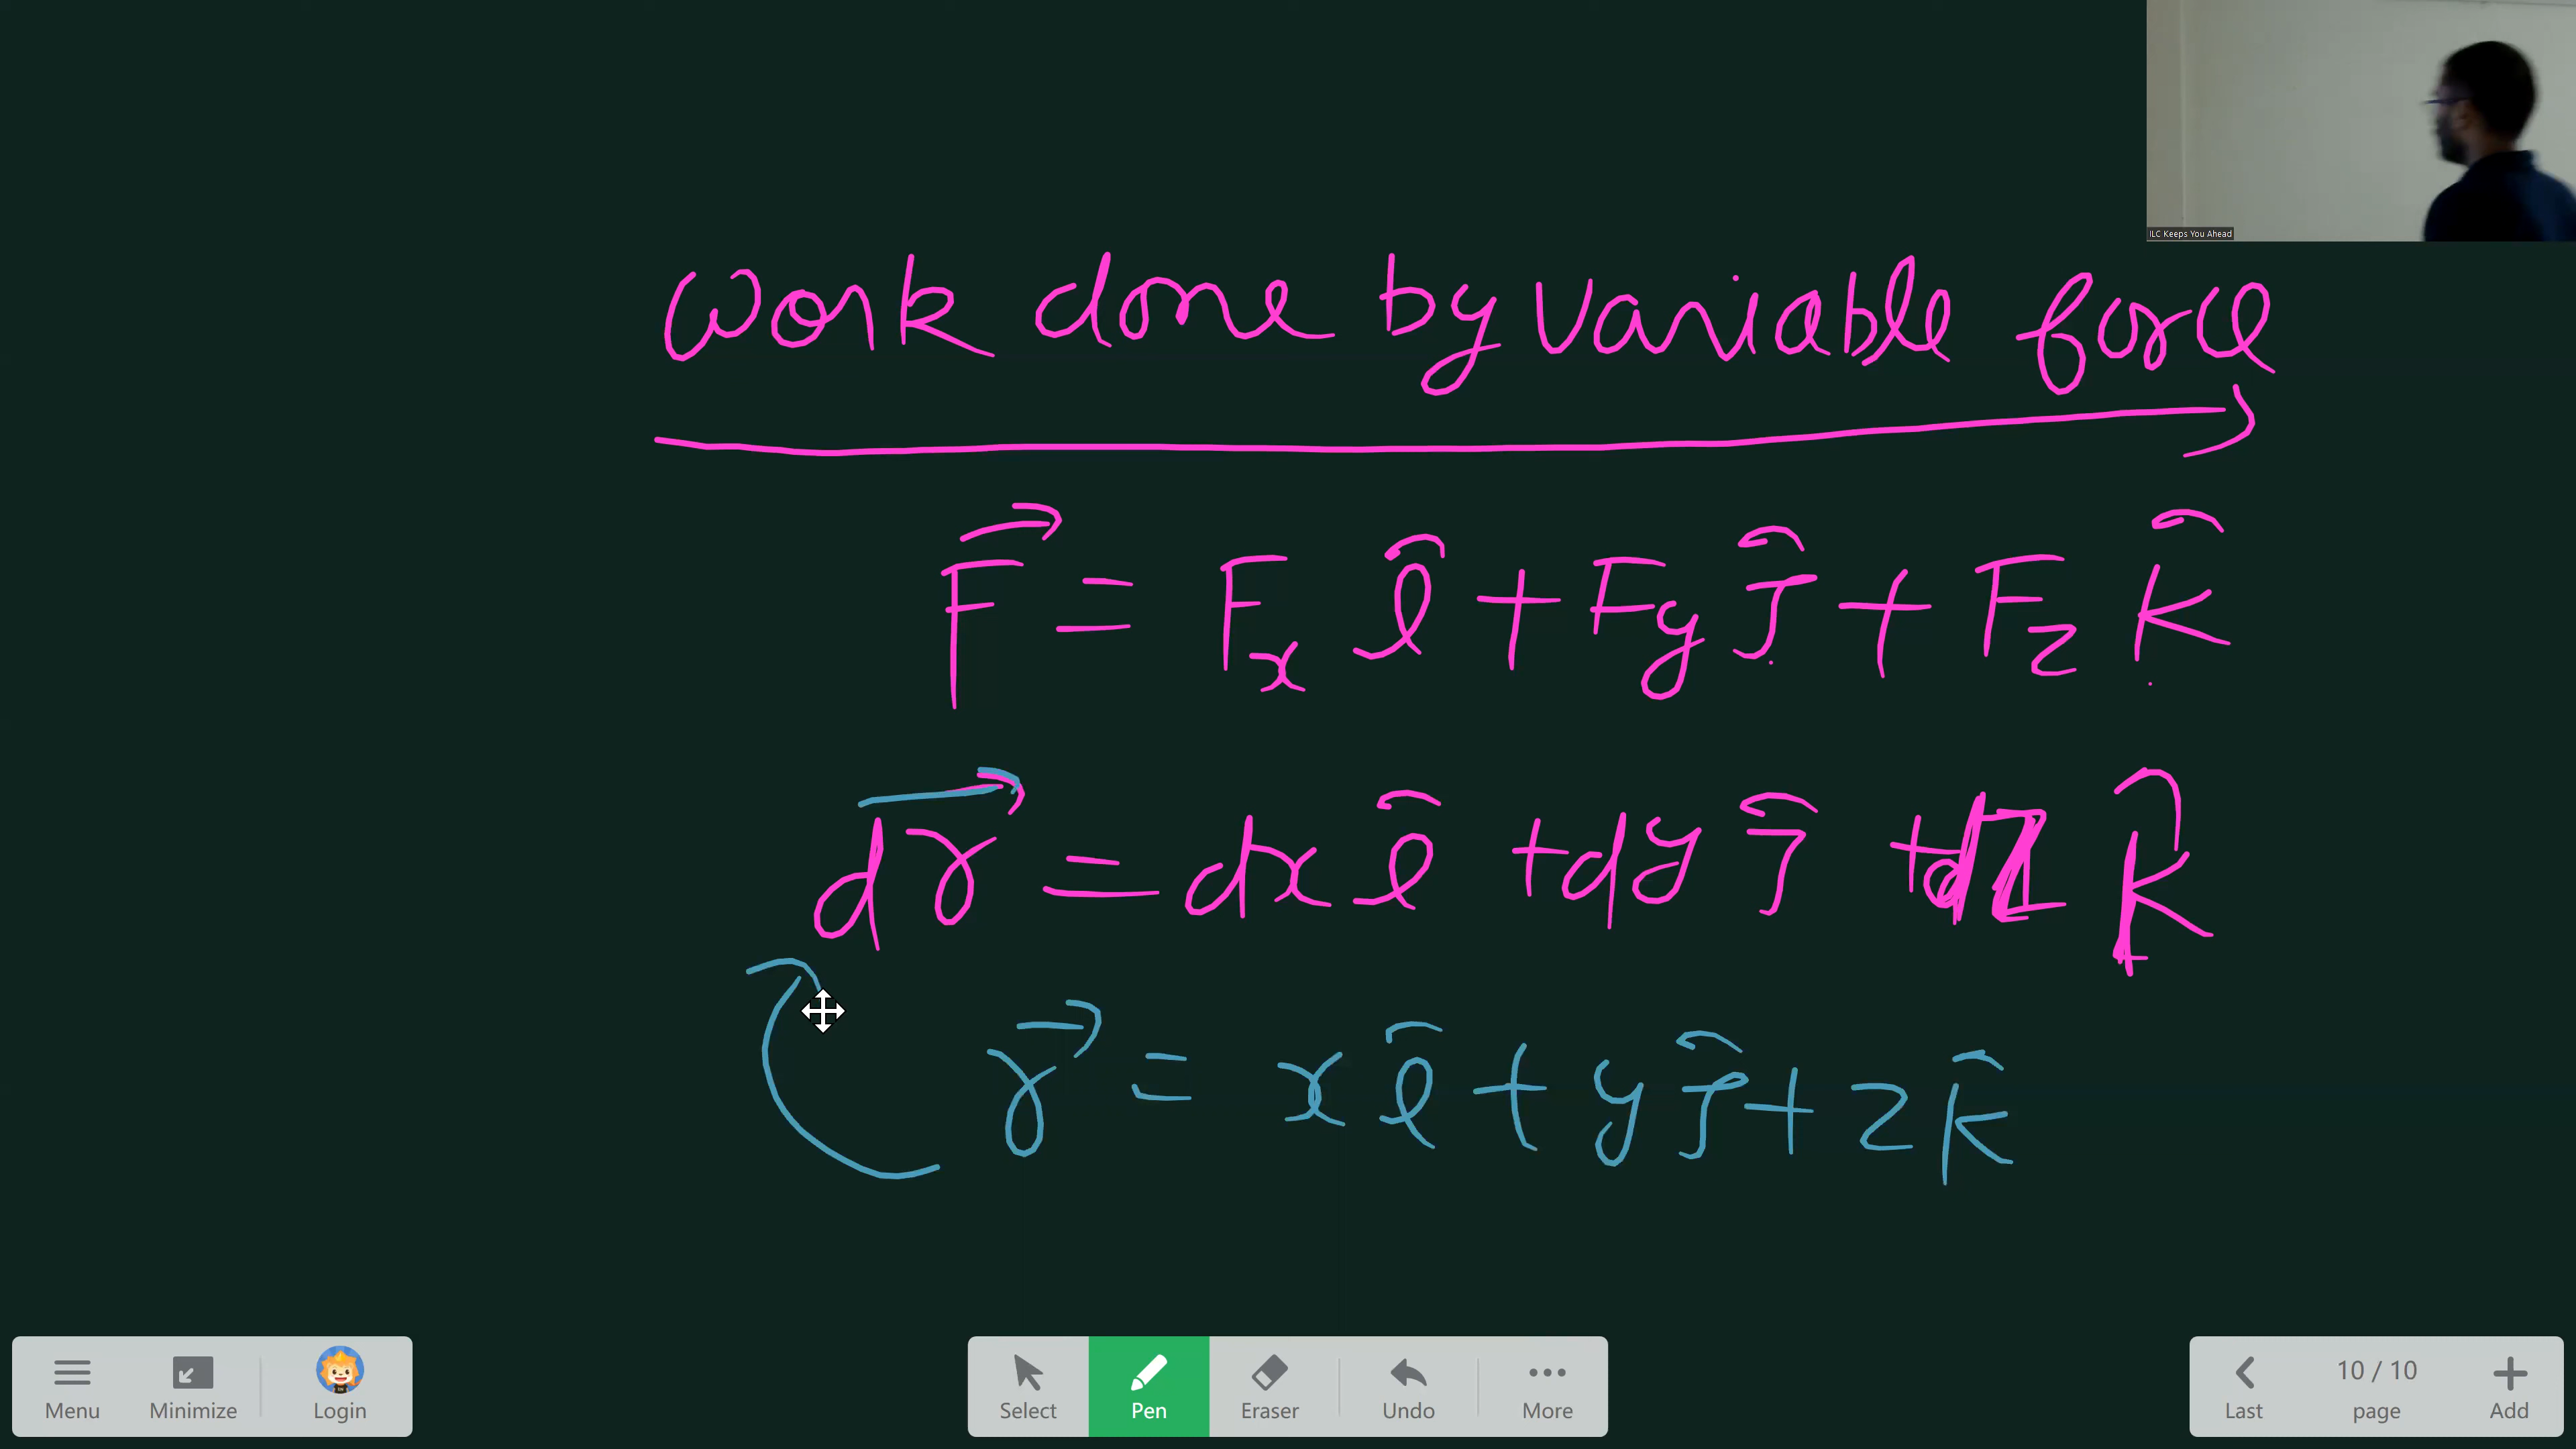 ILC Keeps You Ahead
work done by variable force
F⃗ = Fx î + Fy ĵ + Fz k̂
dr⃗ = dx î + dy ĵ + dz k̂
r⃗ = x î + y ĵ + z k̂
Menu Minimize Login Select Pen Eraser Undo More Last 10 / 10 page Add